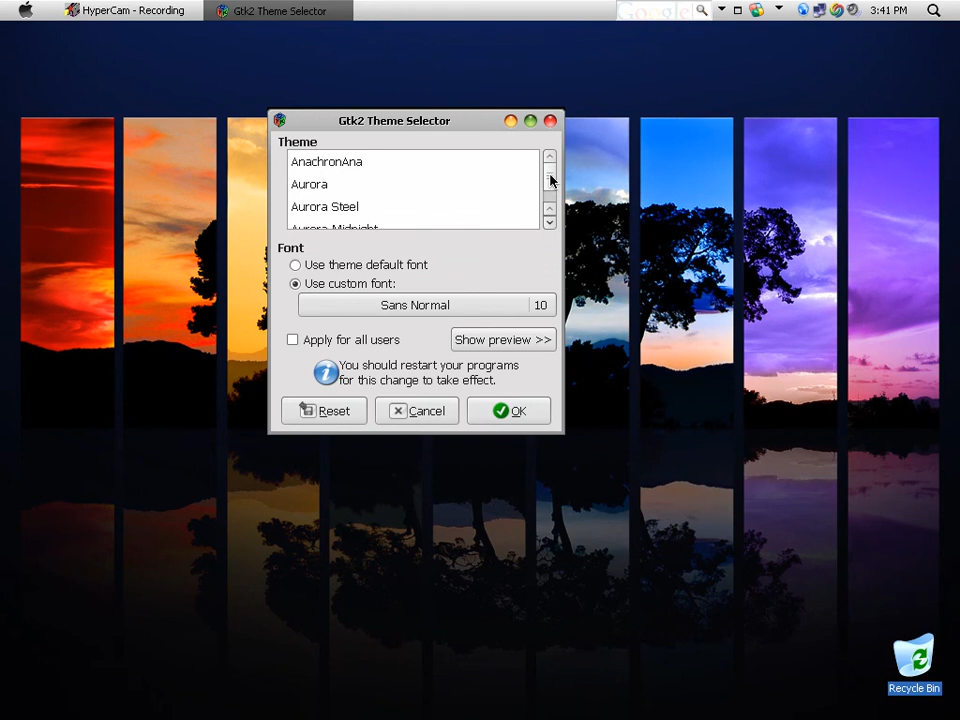 HyperCam - Recording
Gtk2 Theme Selector
Google
3:41 PM
Gtk2 Theme Selector
Theme
AnachronAna
Aurora
Aurora Steel
Aurora Midnight
Font
Use theme default font
Use custom font:
Sans Normal
10
Apply for all users
Show preview >>
You should restart your programs
for this change to take effect.
Reset
Cancel
OK
Recycle Bin